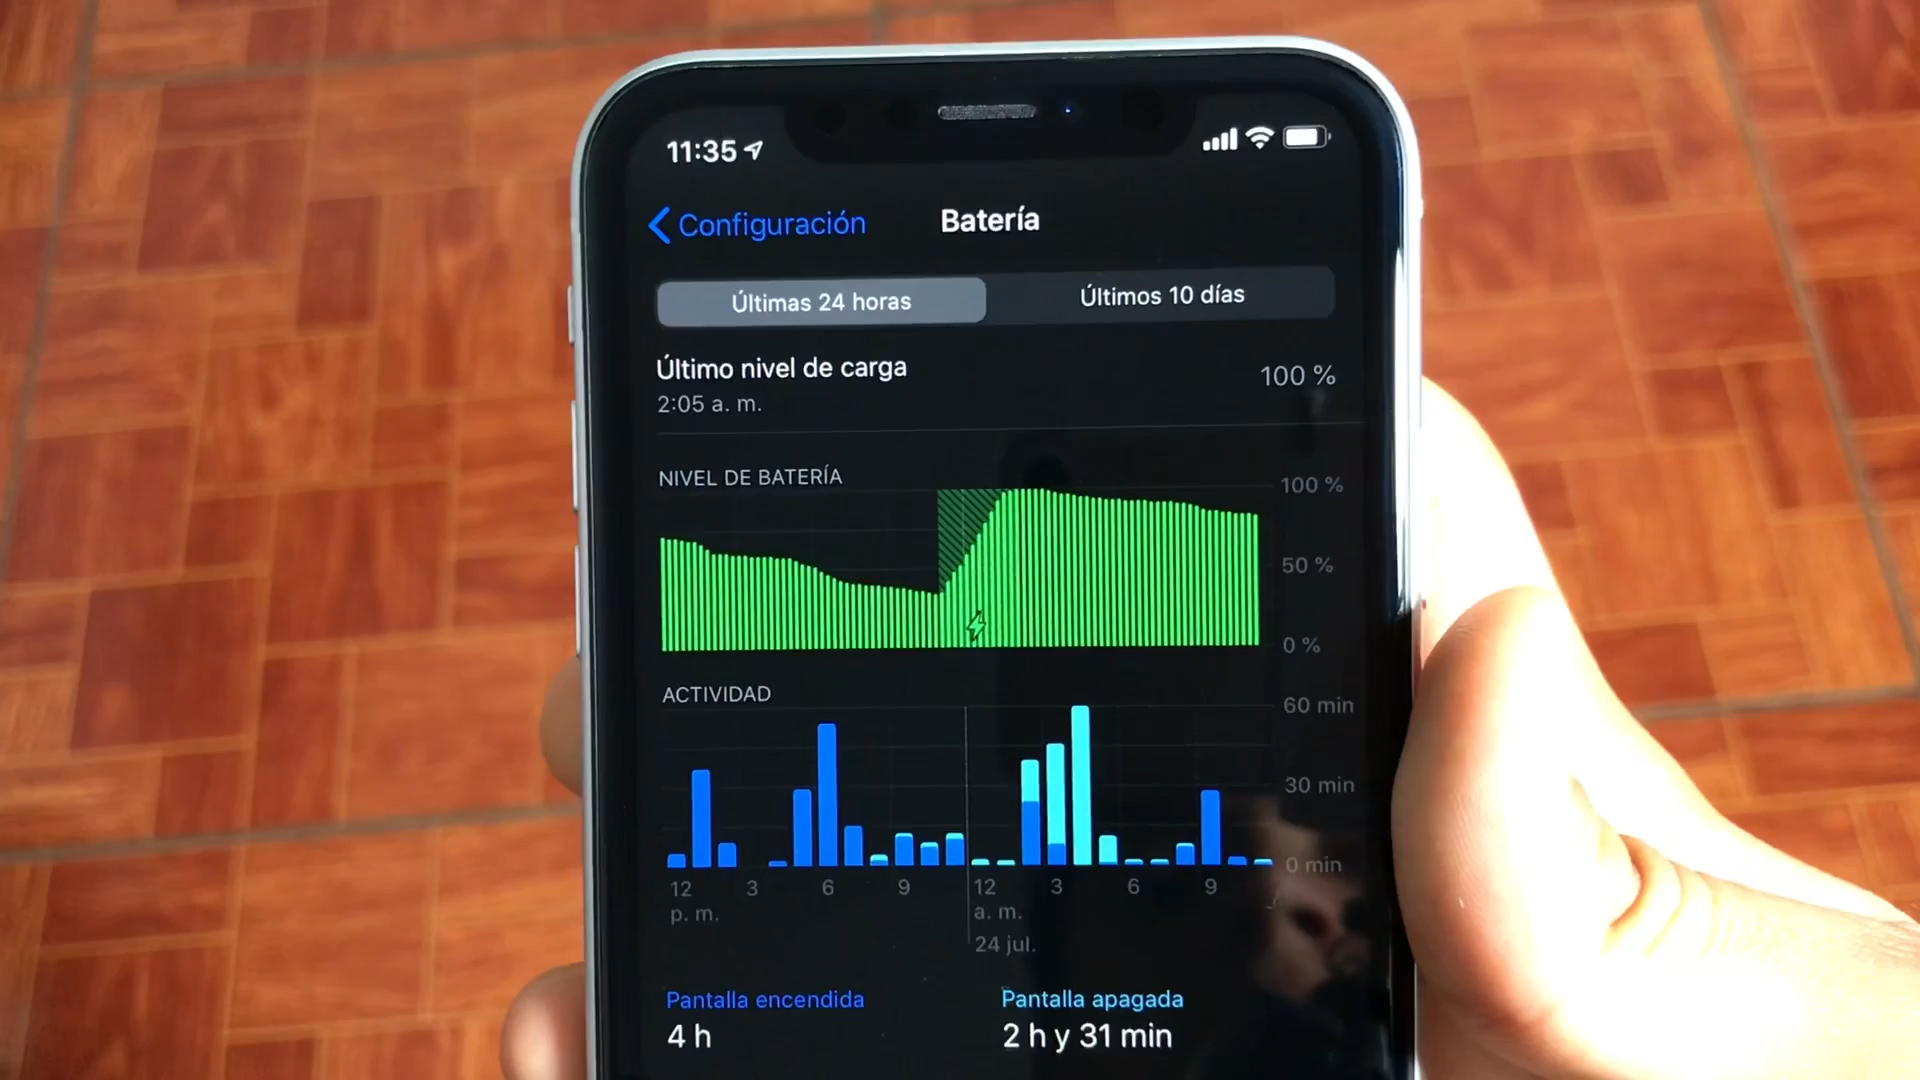 11:35
Configuración Batería
Últimas 24 horas Últimos 10 días
Último nivel de carga 100 %
2:05 a. m.
NIVEL DE BATERÍA
100 %
50 %
0 %
ACTIVIDAD
60 min
30 min
0 min
12 3 6 9 12 3 6 9
p. m. a. m.
24 jul.
Pantalla encendida Pantalla apagada
4 h 2 h y 31 min